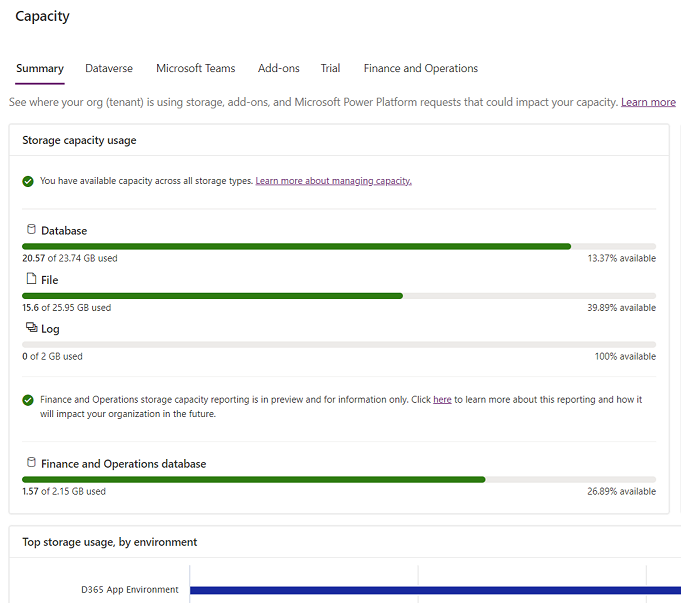 Capacity
Summary Dataverse Microsoft Teams Add-ons Trial Finance and Operations
See where your org (tenant) is using storage, add-ons, and Microsoft Power Platform requests that could impact your capacity. Learn more
Storage capacity usage
You have available capacity across all storage types. Learn more about managing capacity.
Database
20.57 of 23.74 GB used 13.37% available
File
15.6 of 25.95 GB used 39.89% available
Log
0 of 2 GB used 100% available
Finance and Operations storage capacity reporting is in preview and for information only. Click here to learn more about this reporting and how it
will impact your organization in the future.
Finance and Operations database
1.57 of 2.15 GB used 26.89% available
Top storage usage, by environment
D365 App Environment